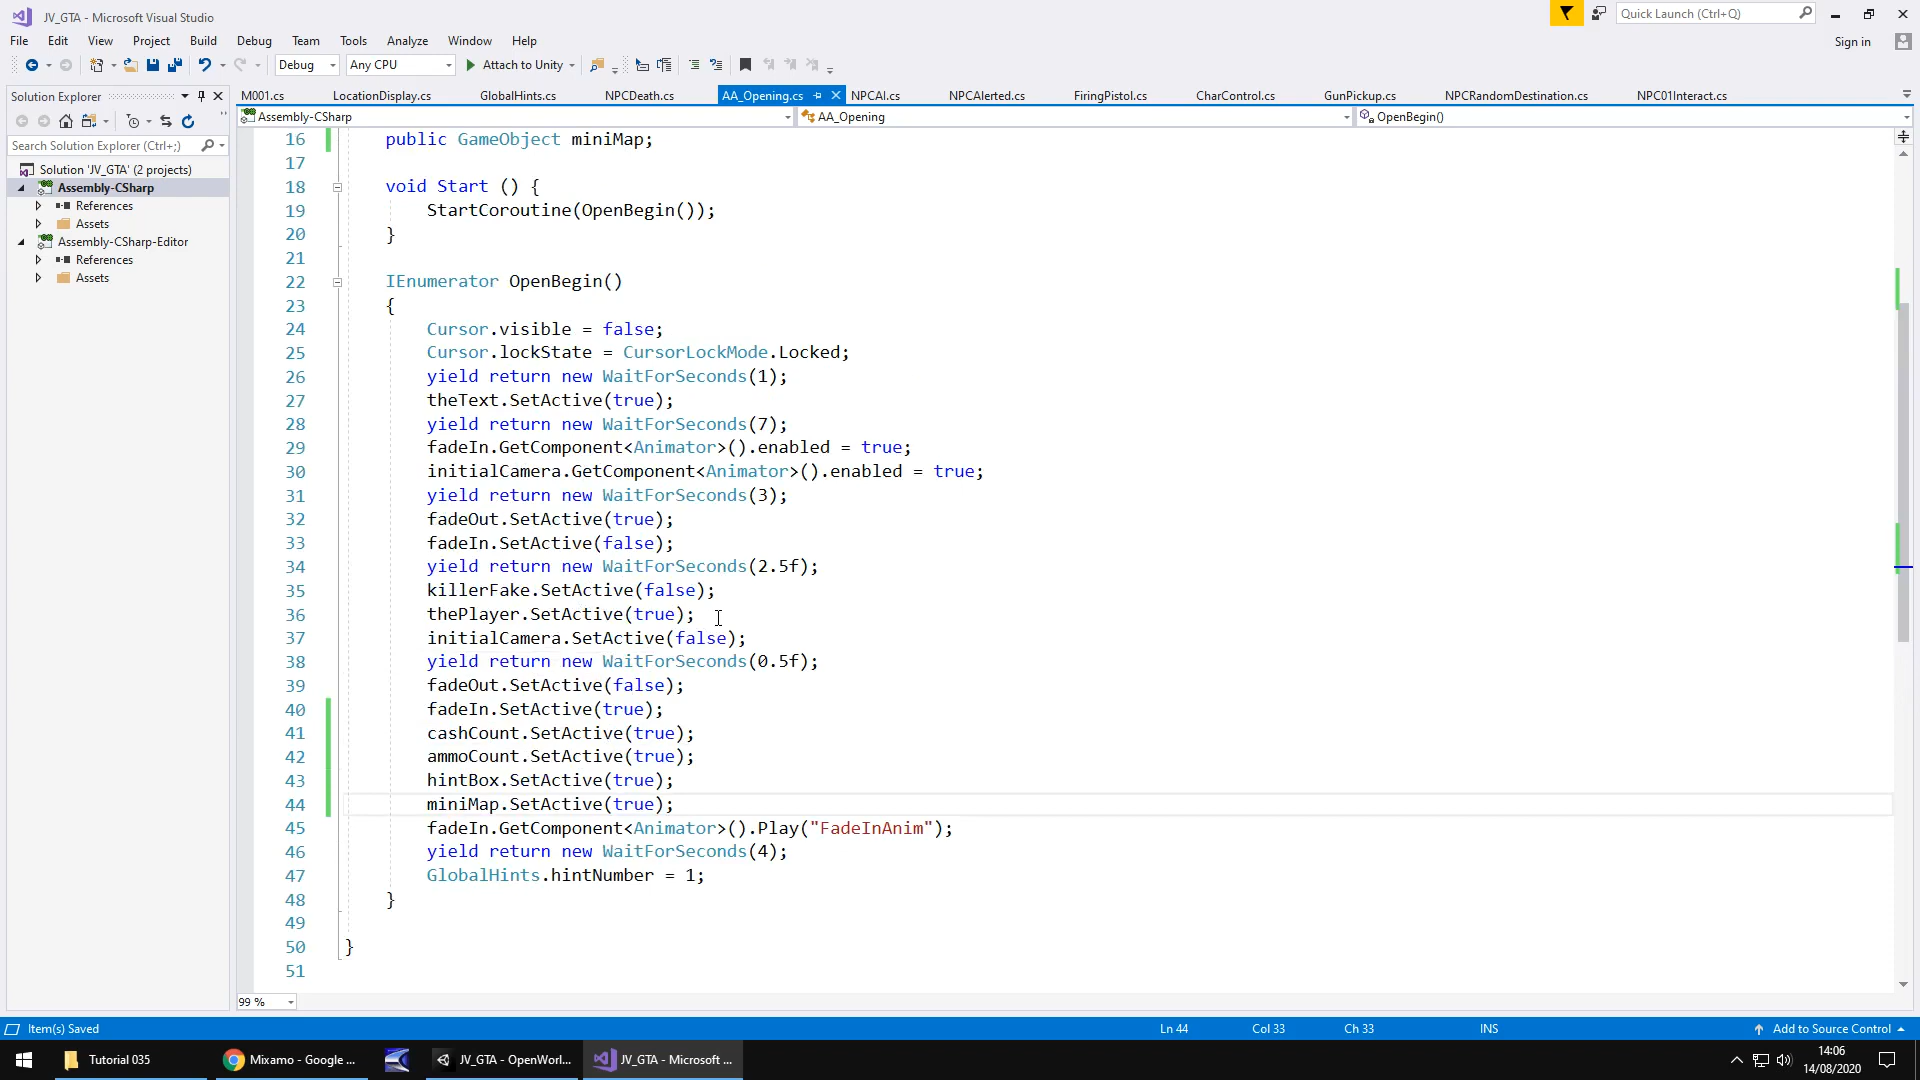 JV_GTA - Microsoft Visual Studio
Quick Launch (Ctrl+Q)
File Edit View Project Build Debug Team Tools Analyze Window Help
Sign in
Debug Any CPU Attach to Unity
Solution Explorer
M001.cs LocationDisplay.cs GlobalHints.cs NPCDeath.cs AA_Opening.cs NPCAI.cs NPCAlerted.cs FiringPistol.cs CharControl.cs GunPickup.cs NPCRandomDestination.cs NPC01Interact.cs
Assembly-CSharp AA_Opening OpenBegin()
Search Solution Explorer (Ctrl+;)
Solution 'JV_GTA' (2 projects)
Assembly-CSharp
References
Assets
Assembly-CSharp-Editor
References
Assets
16 public GameObject miniMap;
17
18 void Start () {
19 StartCoroutine(OpenBegin());
20 }
21
22 IEnumerator OpenBegin()
23 {
24 Cursor.visible = false;
25 Cursor.lockState = CursorLockMode.Locked;
26 yield return new WaitForSeconds(1);
27 theText.SetActive(true);
28 yield return new WaitForSeconds(7);
29 fadeIn.GetComponent<Animator>().enabled = true;
30 initialCamera.GetComponent<Animator>().enabled = true;
31 yield return new WaitForSeconds(3);
32 fadeOut.SetActive(true);
33 fadeIn.SetActive(false);
34 yield return new WaitForSeconds(2.5f);
35 killerFake.SetActive(false);
36 thePlayer.SetActive(true);
37 initialCamera.SetActive(false);
38 yield return new WaitForSeconds(0.5f);
39 fadeOut.SetActive(false);
40 fadeIn.SetActive(true);
41 cashCount.SetActive(true);
42 ammoCount.SetActive(true);
43 hintBox.SetActive(true);
44 miniMap.SetActive(true);
45 fadeIn.GetComponent<Animator>().Play("FadeInAnim");
46 yield return new WaitForSeconds(4);
47 GlobalHints.hintNumber = 1;
48 }
49
50 }
51
99 %
Item(s) Saved Ln 44 Col 33 Ch 33 INS Add to Source Control
Tutorial 035 Mixamo - Google ... JV_GTA - OpenWorl... JV_GTA - Microsoft ...
14:06
14/08/2020